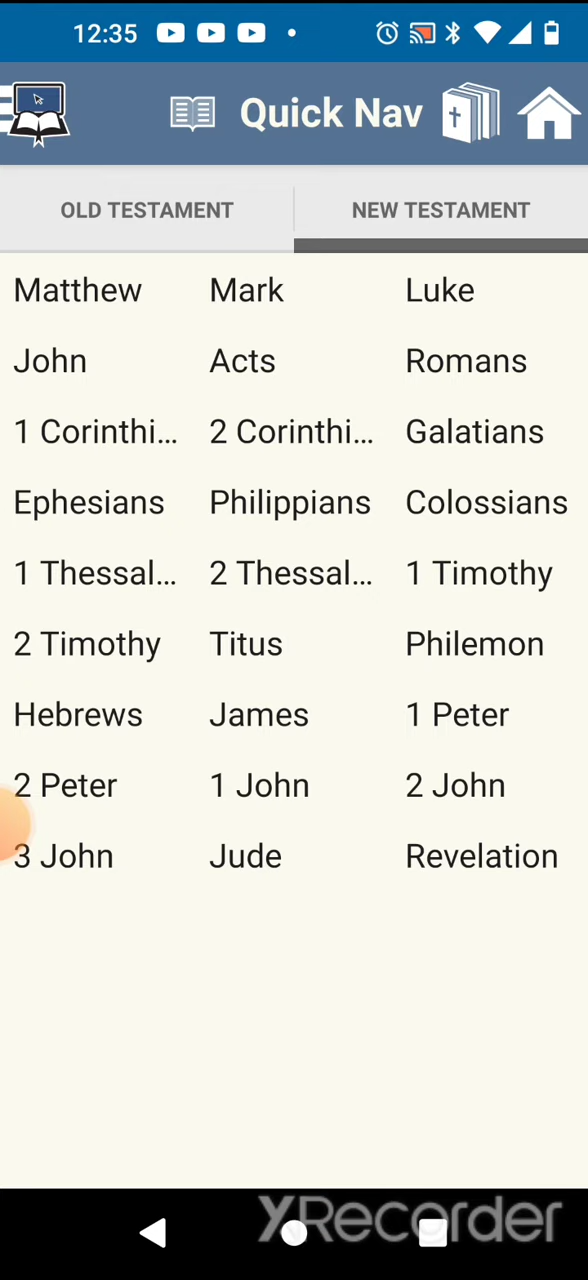 12:35
Quick Nav
OLD TESTAMENT NEW TESTAMENT
Matthew Mark Luke
John Acts Romans
1 Corinthi... 2 Corinthi... Galatians
Ephesians Philippians Colossians
1 Thessal... 2 Thessal... 1 Timothy
2 Timothy Titus Philemon
Hebrews James 1 Peter
2 Peter 1 John 2 John
3 John Jude Revelation
XRecorder